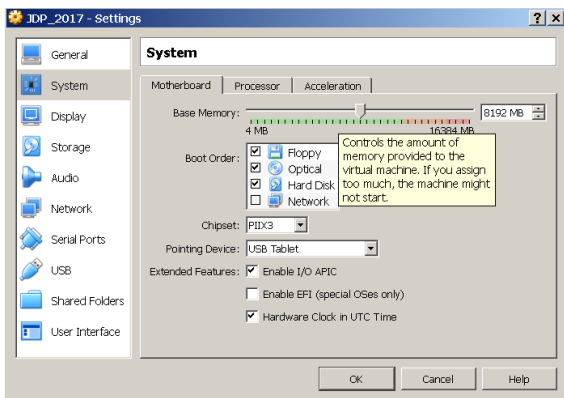 JDP_2017 - Settings
General
System
Display
Storage
Audio
Network
Serial Ports
USB
Shared Folders
User Interface
System
Motherboard Processor Acceleration
Base Memory: 8192 MB
4 MB 16384 MB
Controls the amount of
memory provided to the
virtual machine. If you assign
too much, the machine might
not start.
Boot Order: Floppy
Optical
Hard Disk
Network
Chipset: PIIX3
Pointing Device: USB Tablet
Extended Features: Enable I/O APIC
Enable EFI (special OSes only)
Hardware Clock in UTC Time
OK Cancel Help